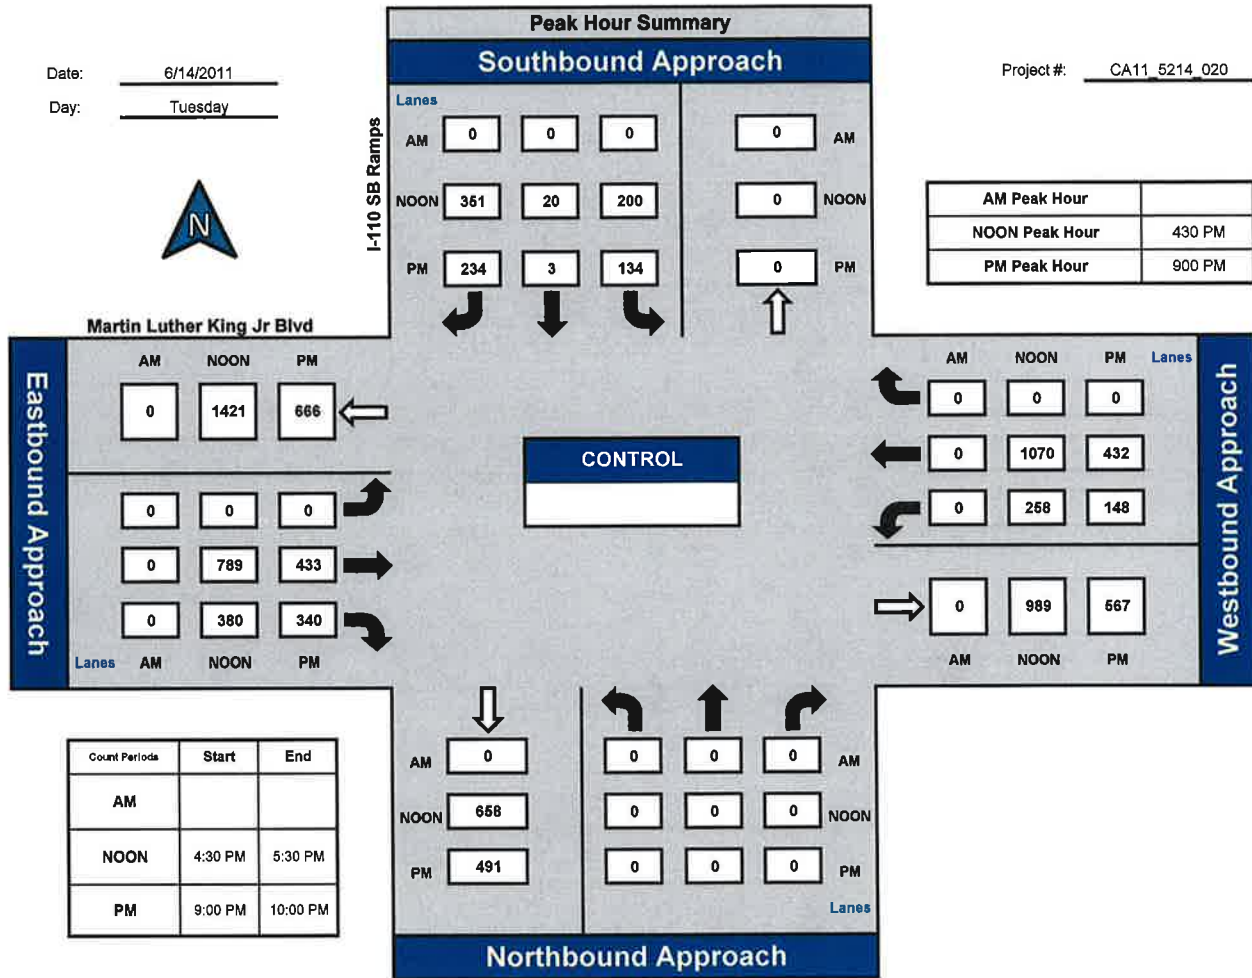 Peak Hour Summary
Southbound Approach
Date: 6/14/2011
Day: Tuesday
Project #: CA11_5214_020
N
I-110 SB Ramps
Lanes
AM 0 0 0 0 AM
NOON 351 20 200 0 NOON
PM 234 3 134 0 PM
AM Peak Hour
NOON Peak Hour 430 PM
PM Peak Hour 900 PM
Martin Luther King Jr Blvd
Eastbound Approach
AM NOON PM
0 1421 666
0 0 0
0 789 433
0 380 340
Lanes AM NOON PM
CONTROL
AM NOON PM Lanes
0 0 0
0 1070 432
0 258 148
0 989 567
AM NOON PM
Westbound Approach
Count Periods Start End
AM
NOON 4:30 PM 5:30 PM
PM 9:00 PM 10:00 PM
AM 0 0 0 0 AM
NOON 658 0 0 0 NOON
PM 491 0 0 0 PM
Lanes
Northbound Approach